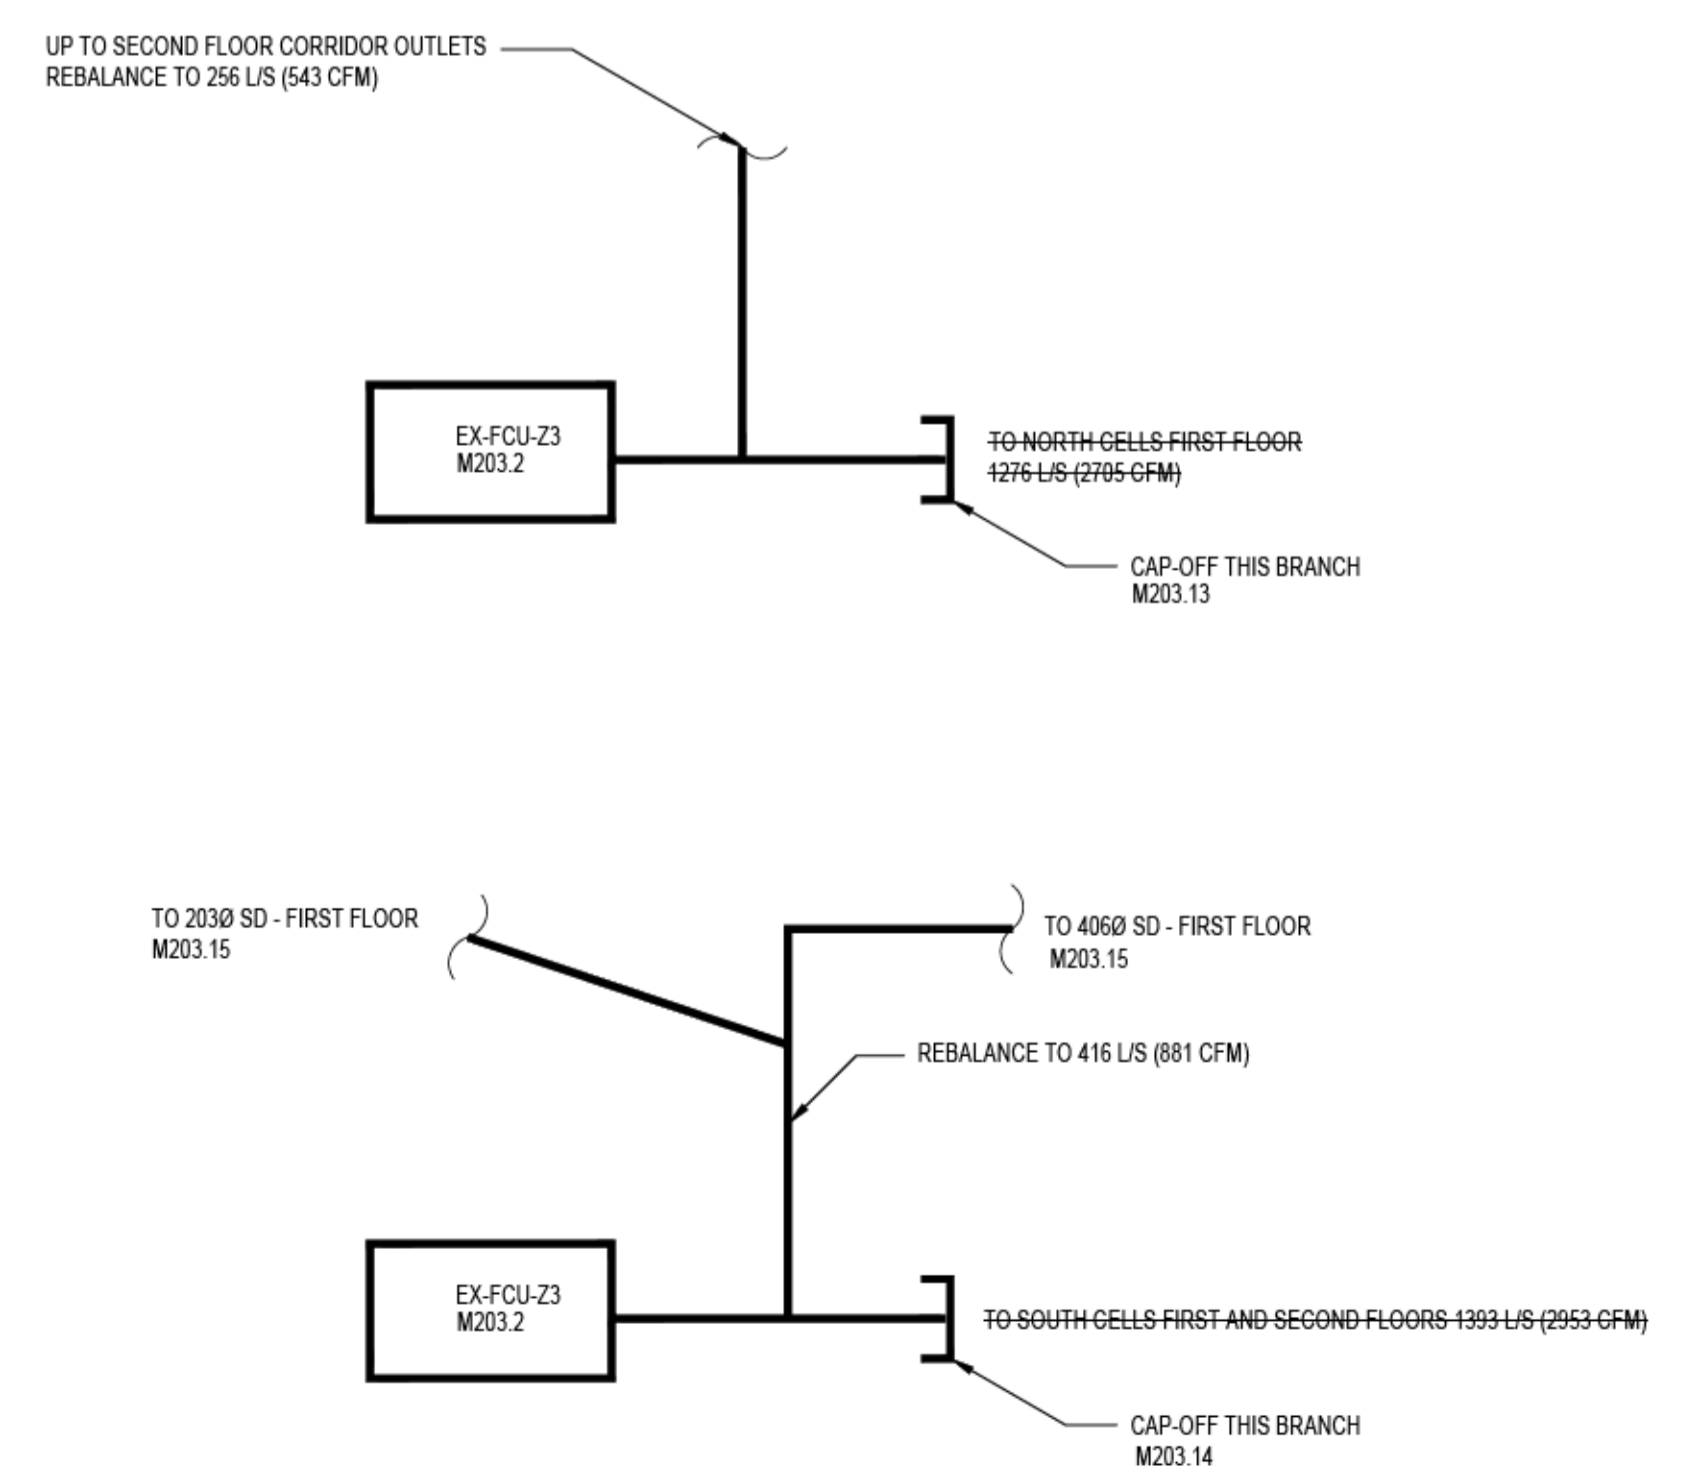 UP TO SECOND FLOOR CORRIDOR OUTLETS
REBALANCE TO 256 L/S (543 CFM)
EX-FCU-Z3
M203.2
TO NORTH CELLS FIRST FLOOR
1276 L/S (2705 CFM)
CAP-OFF THIS BRANCH
M203.13
TO 203Ø SD - FIRST FLOOR
M203.15
TO 406Ø SD - FIRST FLOOR
M203.15
REBALANCE TO 416 L/S (881 CFM)
EX-FCU-Z3
M203.2
TO SOUTH CELLS FIRST AND SECOND FLOORS 1393 L/S (2953 CFM)
CAP-OFF THIS BRANCH
M203.14